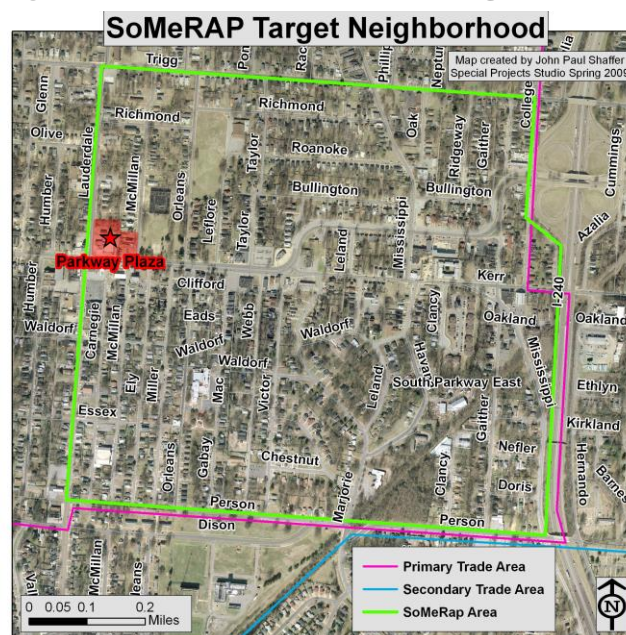 SoMeRAP Target Neighborhood
Map created by John Paul Shaffer
Special Projects Studio Spring 2009
Trigg
Glenn
Richmond
Richmond
Oak
College
Olive
Lauderdale
McMillan
Orleans
Lellore
Taylor
Roanoke
Ridgeway
Gaither
Cummings
Humber
Bullington
Bullington
Azalia
Taylor
Leland
Mississippi
Parkway Plaza
Humber
Clifford
Kerr
I-240
Waldorf
Carnegie
McMillan
Eads
Webb
Waldorf
Clancy
Oakland
Oakland
Waldorf
Waldorf
Mississippi
Ely
Miller
Mac
Victor
Leland
South Parkway East
Ethlyn
Essex
Gaither
Kirkland
Orleans
Gabay
Chestnut
Clancy
Nefler
Hernando
Barnes
Marjorie
Doris
Person
Person
Dison
McMillan
Primary Trade Area
Secondary Trade Area
SoMeRap Area
0 0.05 0.1 0.2
Miles
N